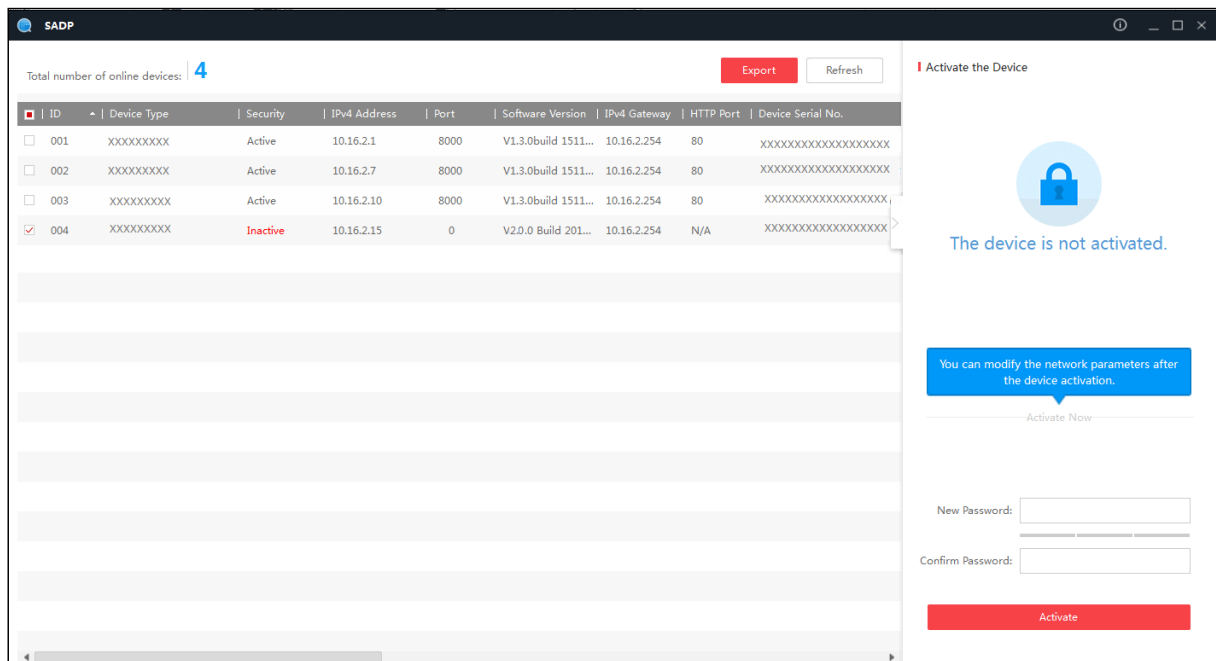 SADP
Total number of online devices: 4
Export
Refresh
ID | Device Type | Security | IPv4 Address | Port | Software Version | IPv4 Gateway | HTTP Port | Device Serial No.
001 XXXXXXXXX Active 10.16.2.1 8000 V1.3.0build 1511... 10.16.2.254 80 XXXXXXXXXXXXXXXXXXX
002 XXXXXXXXX Active 10.16.2.7 8000 V1.3.0build 1511... 10.16.2.254 80 XXXXXXXXXXXXXXXXXXX
003 XXXXXXXXX Active 10.16.2.10 8000 V1.3.0build 1511... 10.16.2.254 80 XXXXXXXXXXXXXXXXXX
004 XXXXXXXXX Inactive 10.16.2.15 0 V2.0.0 Build 201... 10.16.2.254 N/A XXXXXXXXXXXXXXXXXX
Activate the Device
The device is not activated.
You can modify the network parameters after
the device activation.
Activate Now
New Password:
Confirm Password:
Activate